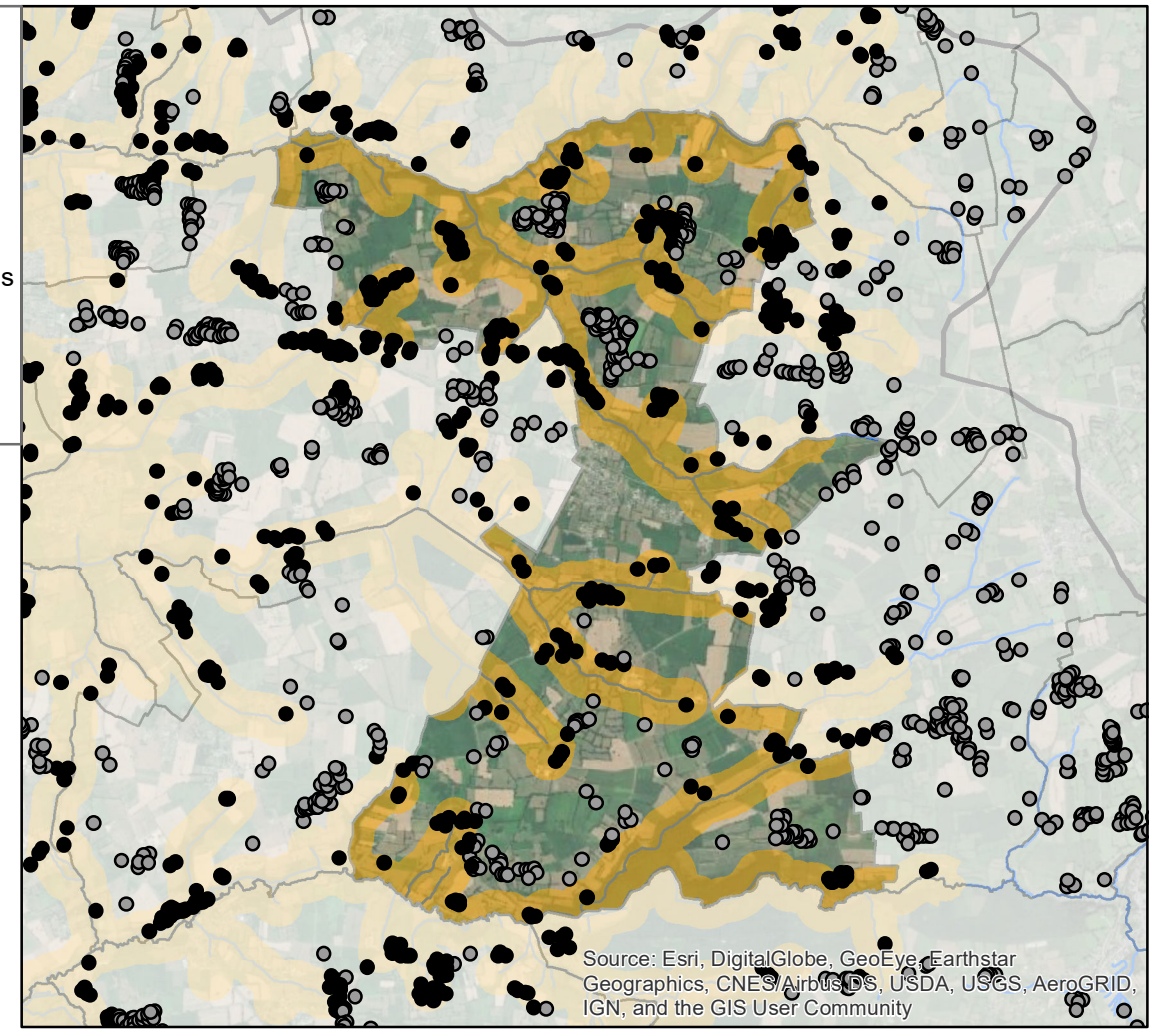 s
Source: Esri, DigitalGlobe, GeoEye, Earthstar
Geographics, CNES/Airbus DS, USDA, USGS, AeroGRID,
IGN, and the GIS User Community